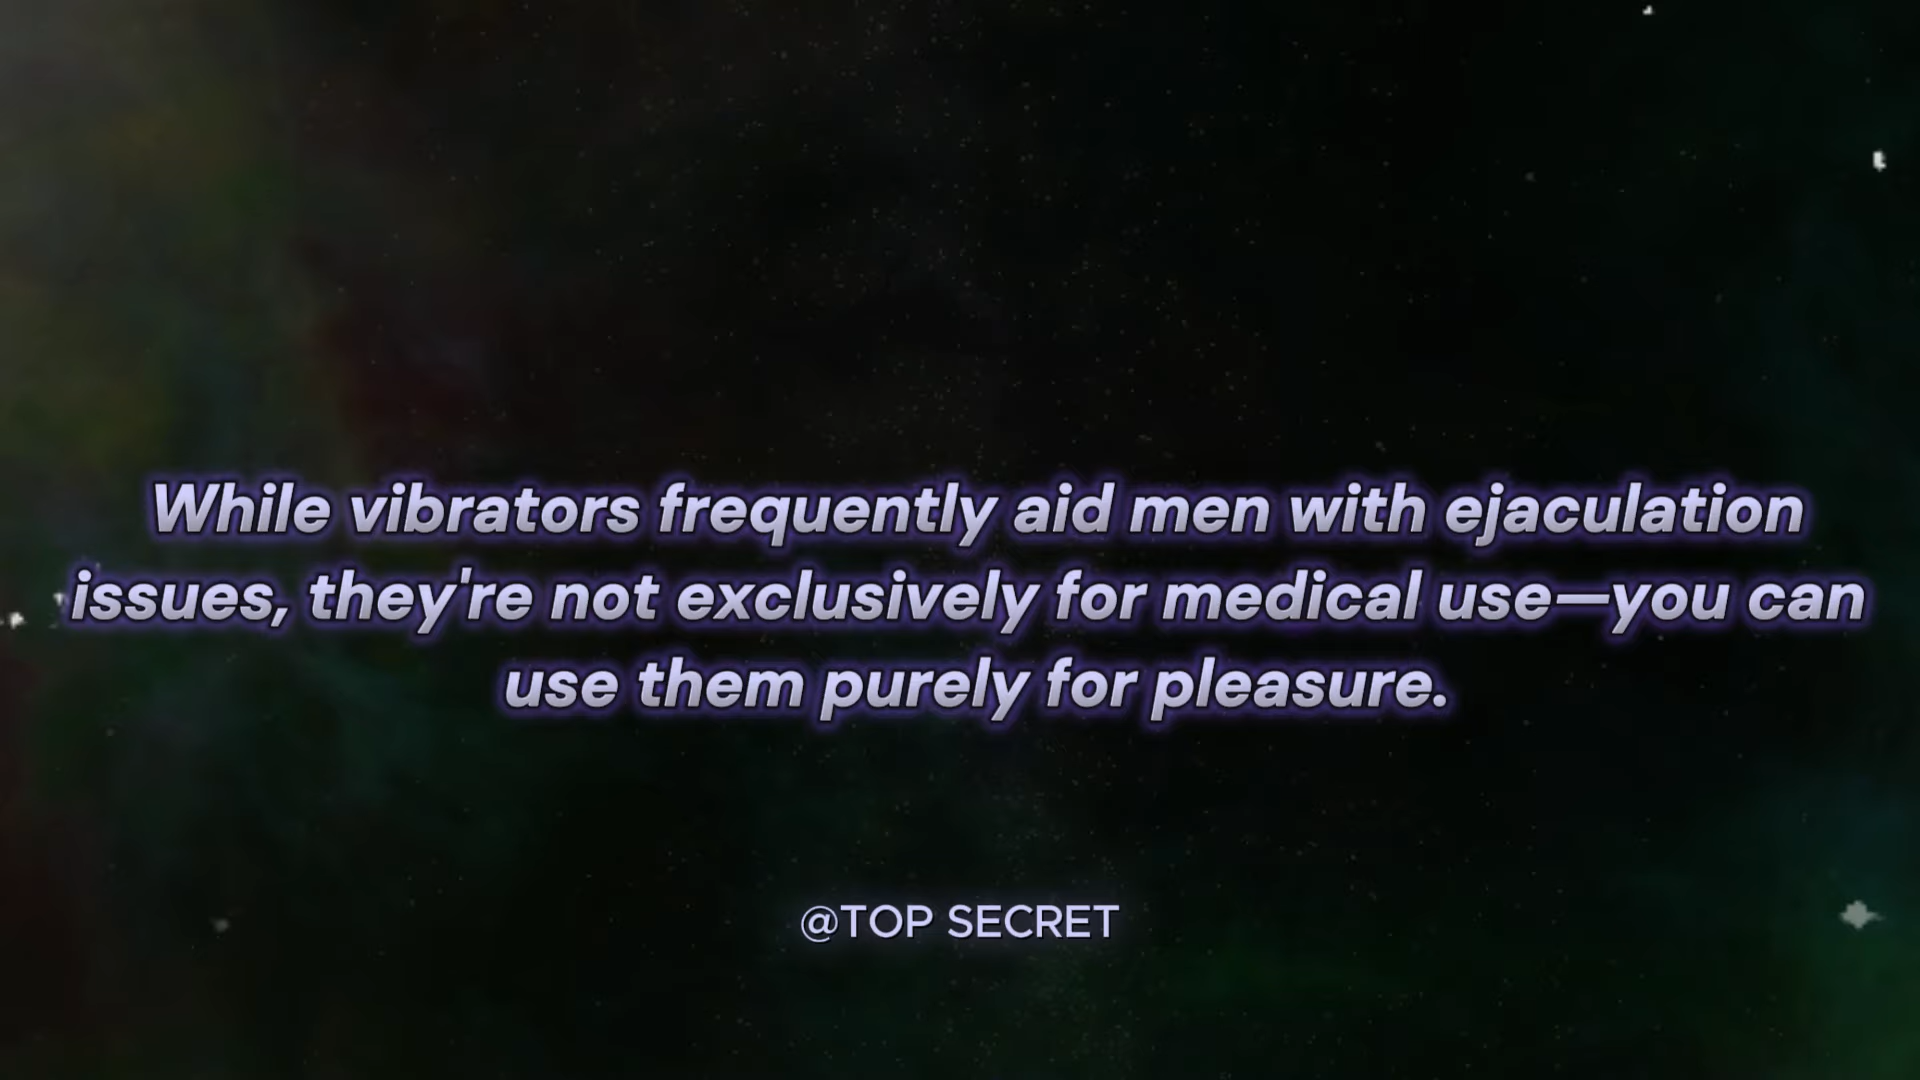 While vibrators frequently aid men with ejaculation
issues, they're not exclusively for medical use—you can
use them purely for pleasure.
@TOP SECRET